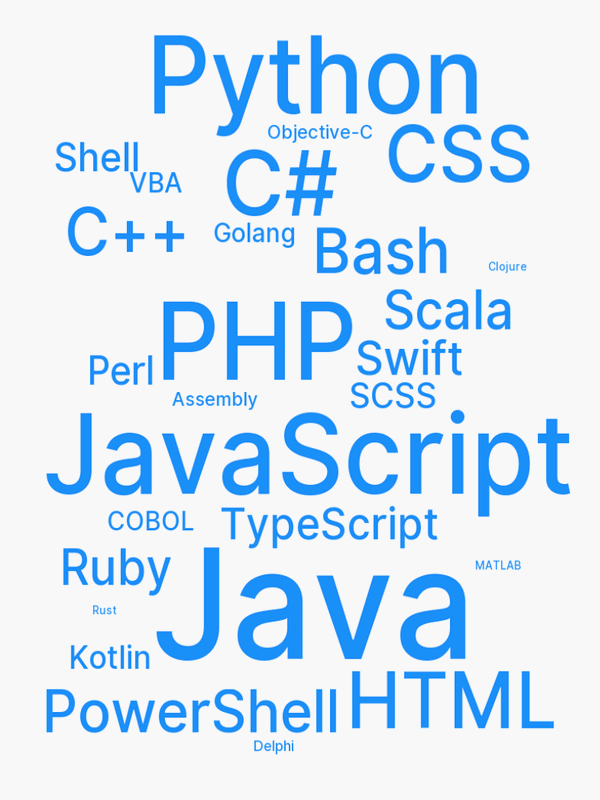 Python
Objective-C
CSS
Shell
C#
VBA
C++
Golang
Bash
Clojure
Scala
PHP
Swift
Perl
SCSS
Assembly
JavaScript
COBOL
TypeScript
Ruby
MATLAB
Java
Rust
Kotlin
HTML
PowerShell
Delphi